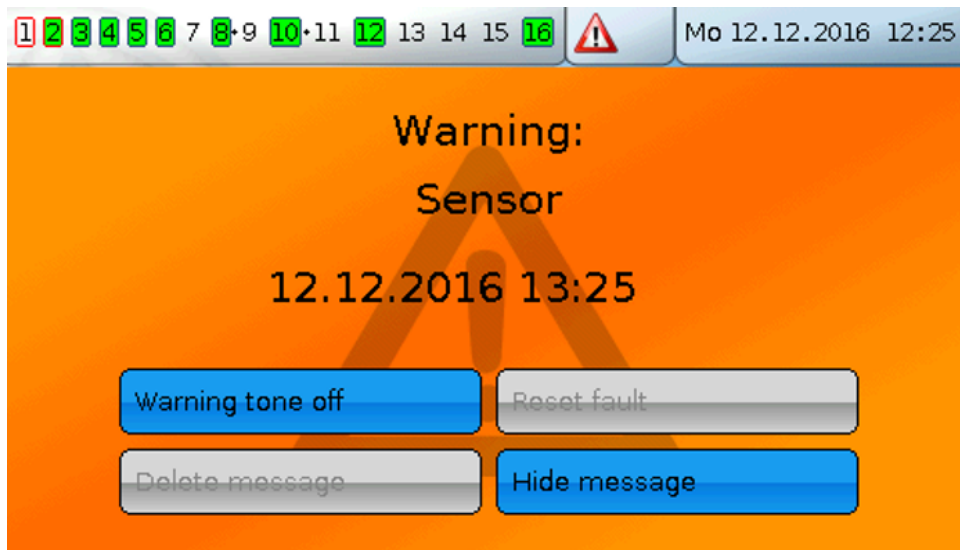 1 2 3 4 5 6 7 8•9 10•11 12 13 14 15 16 Mo 12.12.2016 12:25
Warning:
Sensor
12.12.2016 13:25
Warning tone off Reset fault
Delete message Hide message